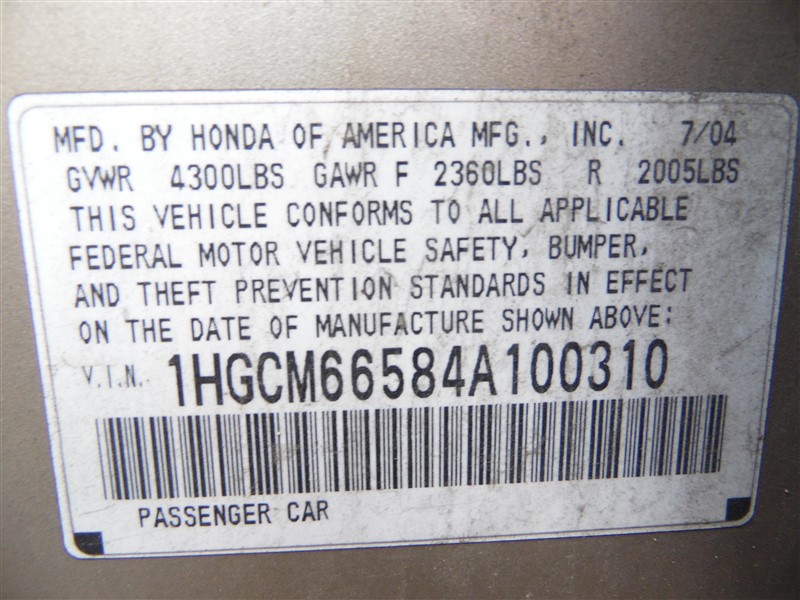 MFD. BY HONDA OF AMERICA MFG., INC. 7/04
GVWR 4300LBS GAWR F 2360LBS R 2005LBS
THIS VEHICLE CONFORMS TO ALL APPLICABLE
FEDERAL MOTOR VEHICLE SAFETY, BUMPER,
AND THEFT PREVENTION STANDARDS IN EFFECT
ON THE DATE OF MANUFACTURE SHOWN ABOVE:
V.I.N. 1HGCM66584A100310
PASSENGER CAR